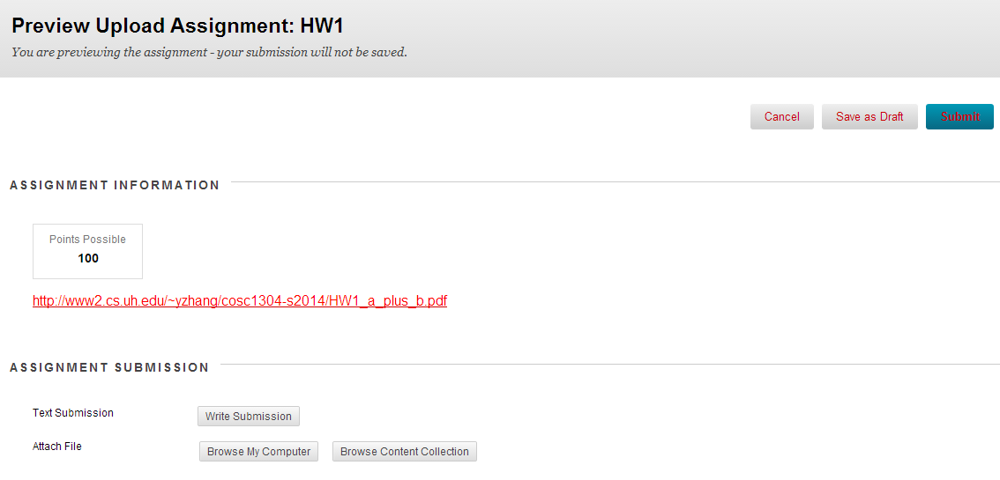 Preview Upload Assignment: HW1
You are previewing the assignment - your submission will not be saved.
Cancel Save as Draft Submit
ASSIGNMENT INFORMATION
Points Possible
100
http://www2.cs.uh.edu/~yzhang/cosc1304-s2014/HW1_a_plus_b.pdf
ASSIGNMENT SUBMISSION
Text Submission Write Submission
Attach File Browse My Computer Browse Content Collection